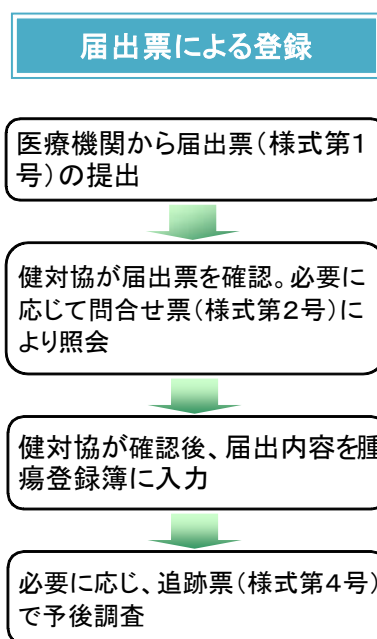 届出票による登録
医療機関から届出票(様式第1
号)の提出
健対協が届出票を確認。必要に
応じて問合せ票(様式第2号)に
より照会
健対協が確認後、届出内容を腫
瘍登録簿に入力
必要に応じ、追跡票(様式第4号)
で予後調査